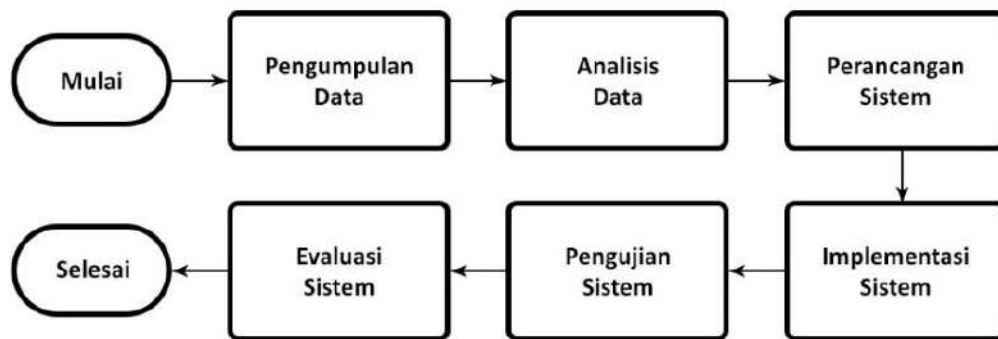 Mulai
Pengumpulan
Data
Analisis
Data
Perancangan
Sistem
Implementasi
Sistem
Pengujian
Sistem
Evaluasi
Sistem
Selesai